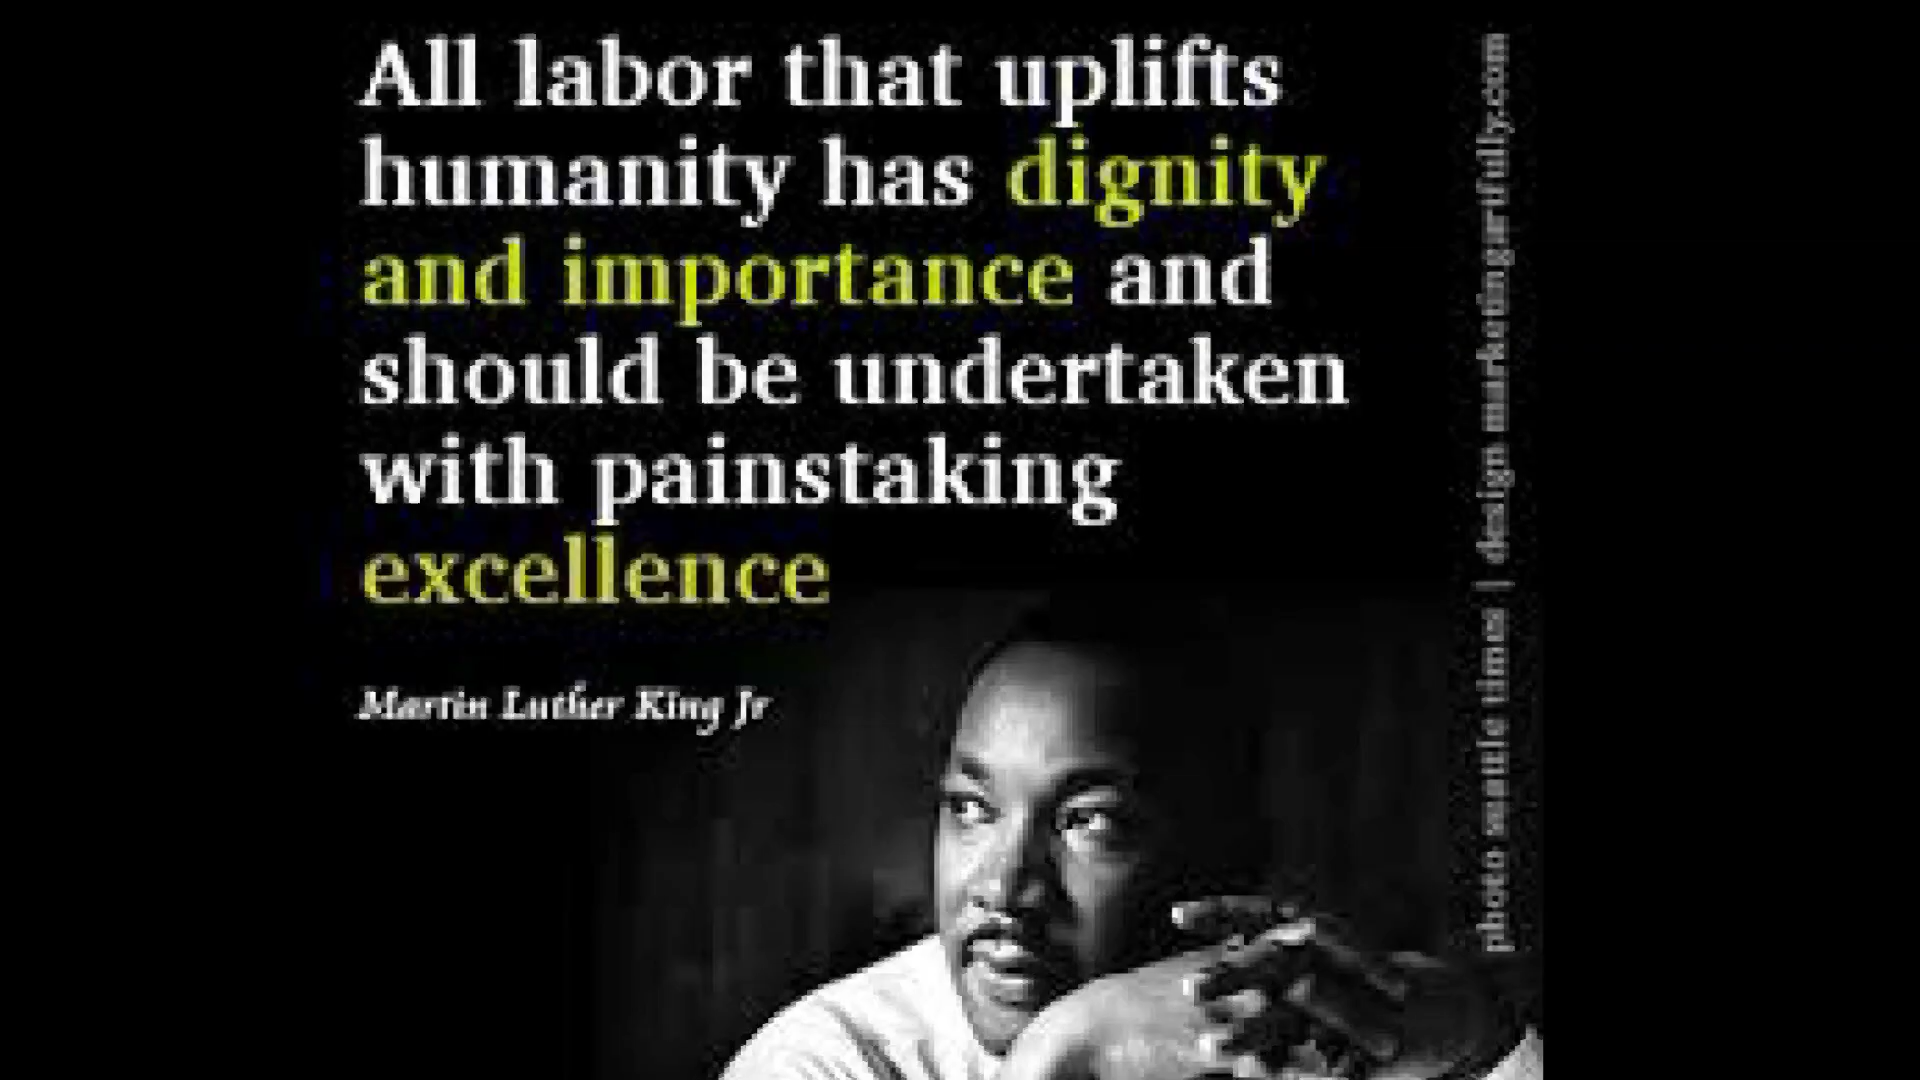 All labor that uplifts
humanity has dignity
and importance and
should be undertaken
with painstaking
excellence
Martin Luther King Jr
photo seattle times | design marketingartfully.com